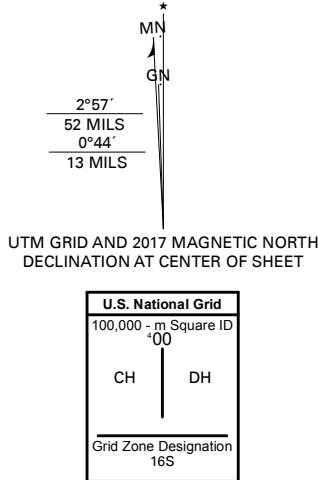 MN
GN
2°57´
52 MILS
0°44´
13 MILS
UTM GRID AND 2017 MAGNETIC NORTH
DECLINATION AT CENTER OF SHEET
U.S. National Grid
100,000 - m Square ID
⁴00
CH DH
Grid Zone Designation
16S